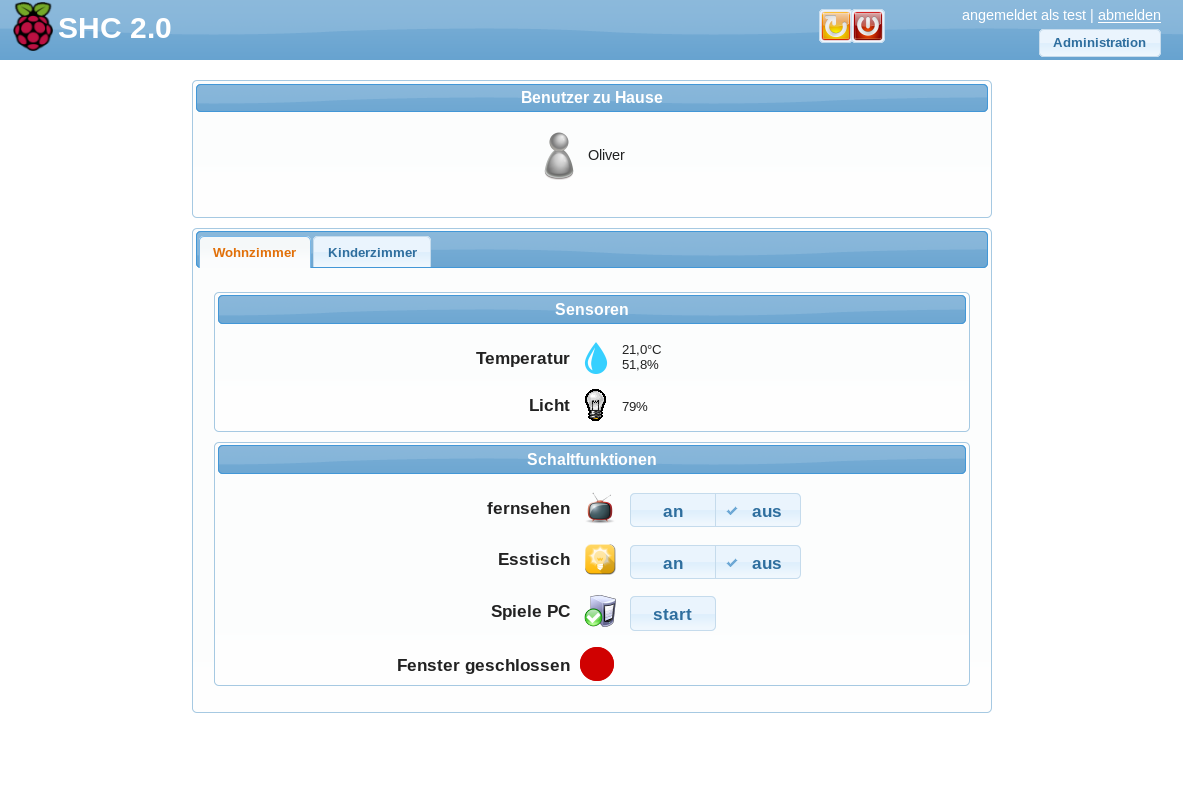 SHC 2.0
angemeldet als test | abmelden
Administration
Benutzer zu Hause
Oliver
Wohnzimmer Kinderzimmer
Sensoren
Temperatur 21,0°C
51,8%
Licht 79%
Schaltfunktionen
fernsehen an aus
Esstisch an aus
Spiele PC start
Fenster geschlossen